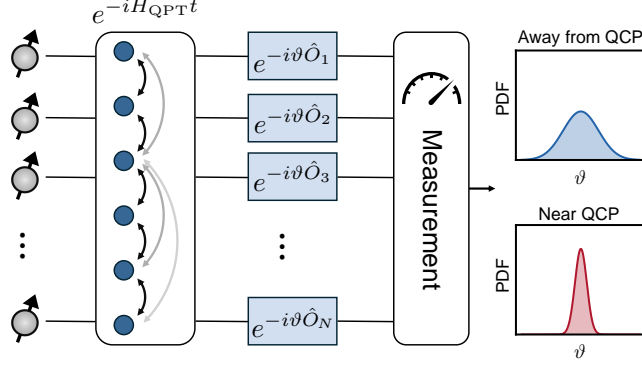 e^{-iH_{QPT}t}
e^{-iϑÔ_1}
e^{-iϑÔ_2}
e^{-iϑÔ_3}
e^{-iϑÔ_N}
Measurement
Away from QCP
PDF
ϑ
Near QCP
PDF
ϑ